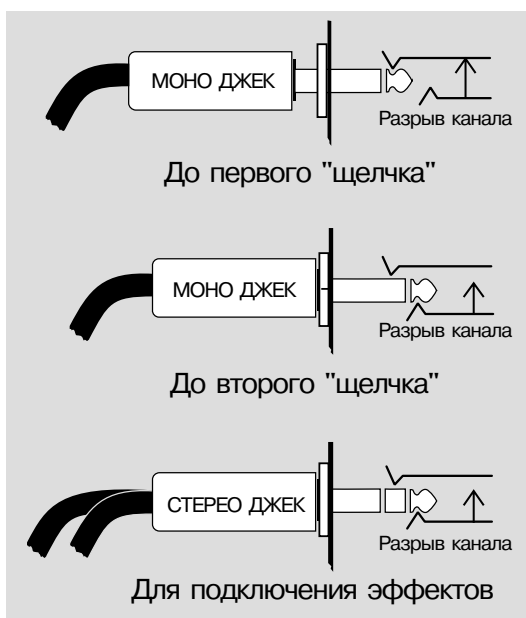 МОНО ДЖЕК
Разрыв канала
До первого "щелчка"
МОНО ДЖЕК
Разрыв канала
До второго "щелчка"
СТЕРЕО ДЖЕК
Разрыв канала
Для подключения эффектов